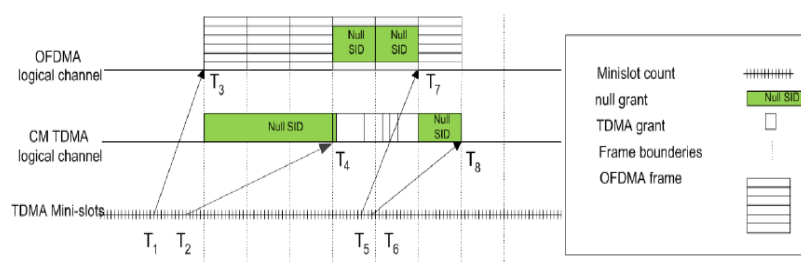 Null SID
Null SID
OFDMA logical channel
T3
T7
Null SID
Null SID
CM TDMA logical channel
T4
T8
TDMA Mini-slots
T1
T2
T5
T6
Minislot count
null grant
Null SID
TDMA grant
Frame bounderies
OFDMA frame